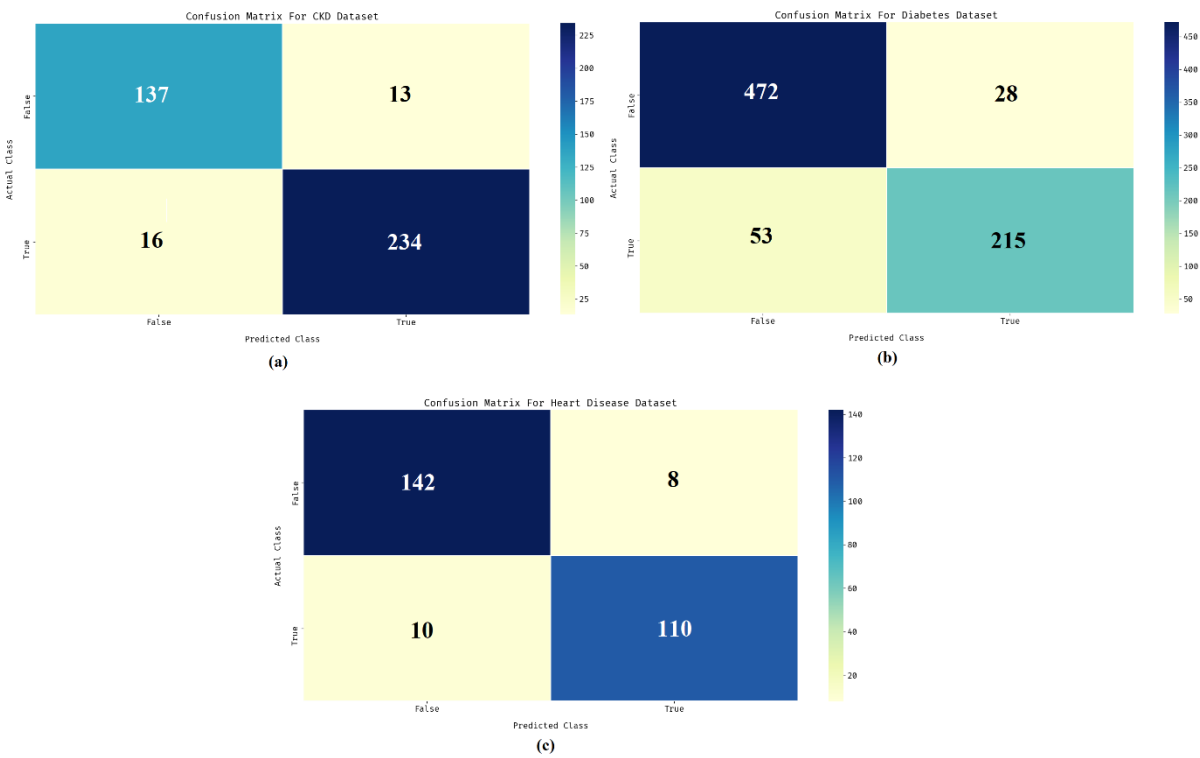 Confusion Matrix For CKD Dataset
137 13
16 234
False
True
Actual Class
False True
Predicted Class
225
200
175
150
125
100
75
50
25
(a)
Confusion Matrix For Diabetes Dataset
472 28
53 215
False
True
Actual Class
False True
Predicted Class
450
400
350
300
250
200
150
100
50
(b)
Confusion Matrix For Heart Disease Dataset
142 8
10 110
False
True
Actual Class
False True
Predicted Class
140
120
100
80
60
40
20
(c)